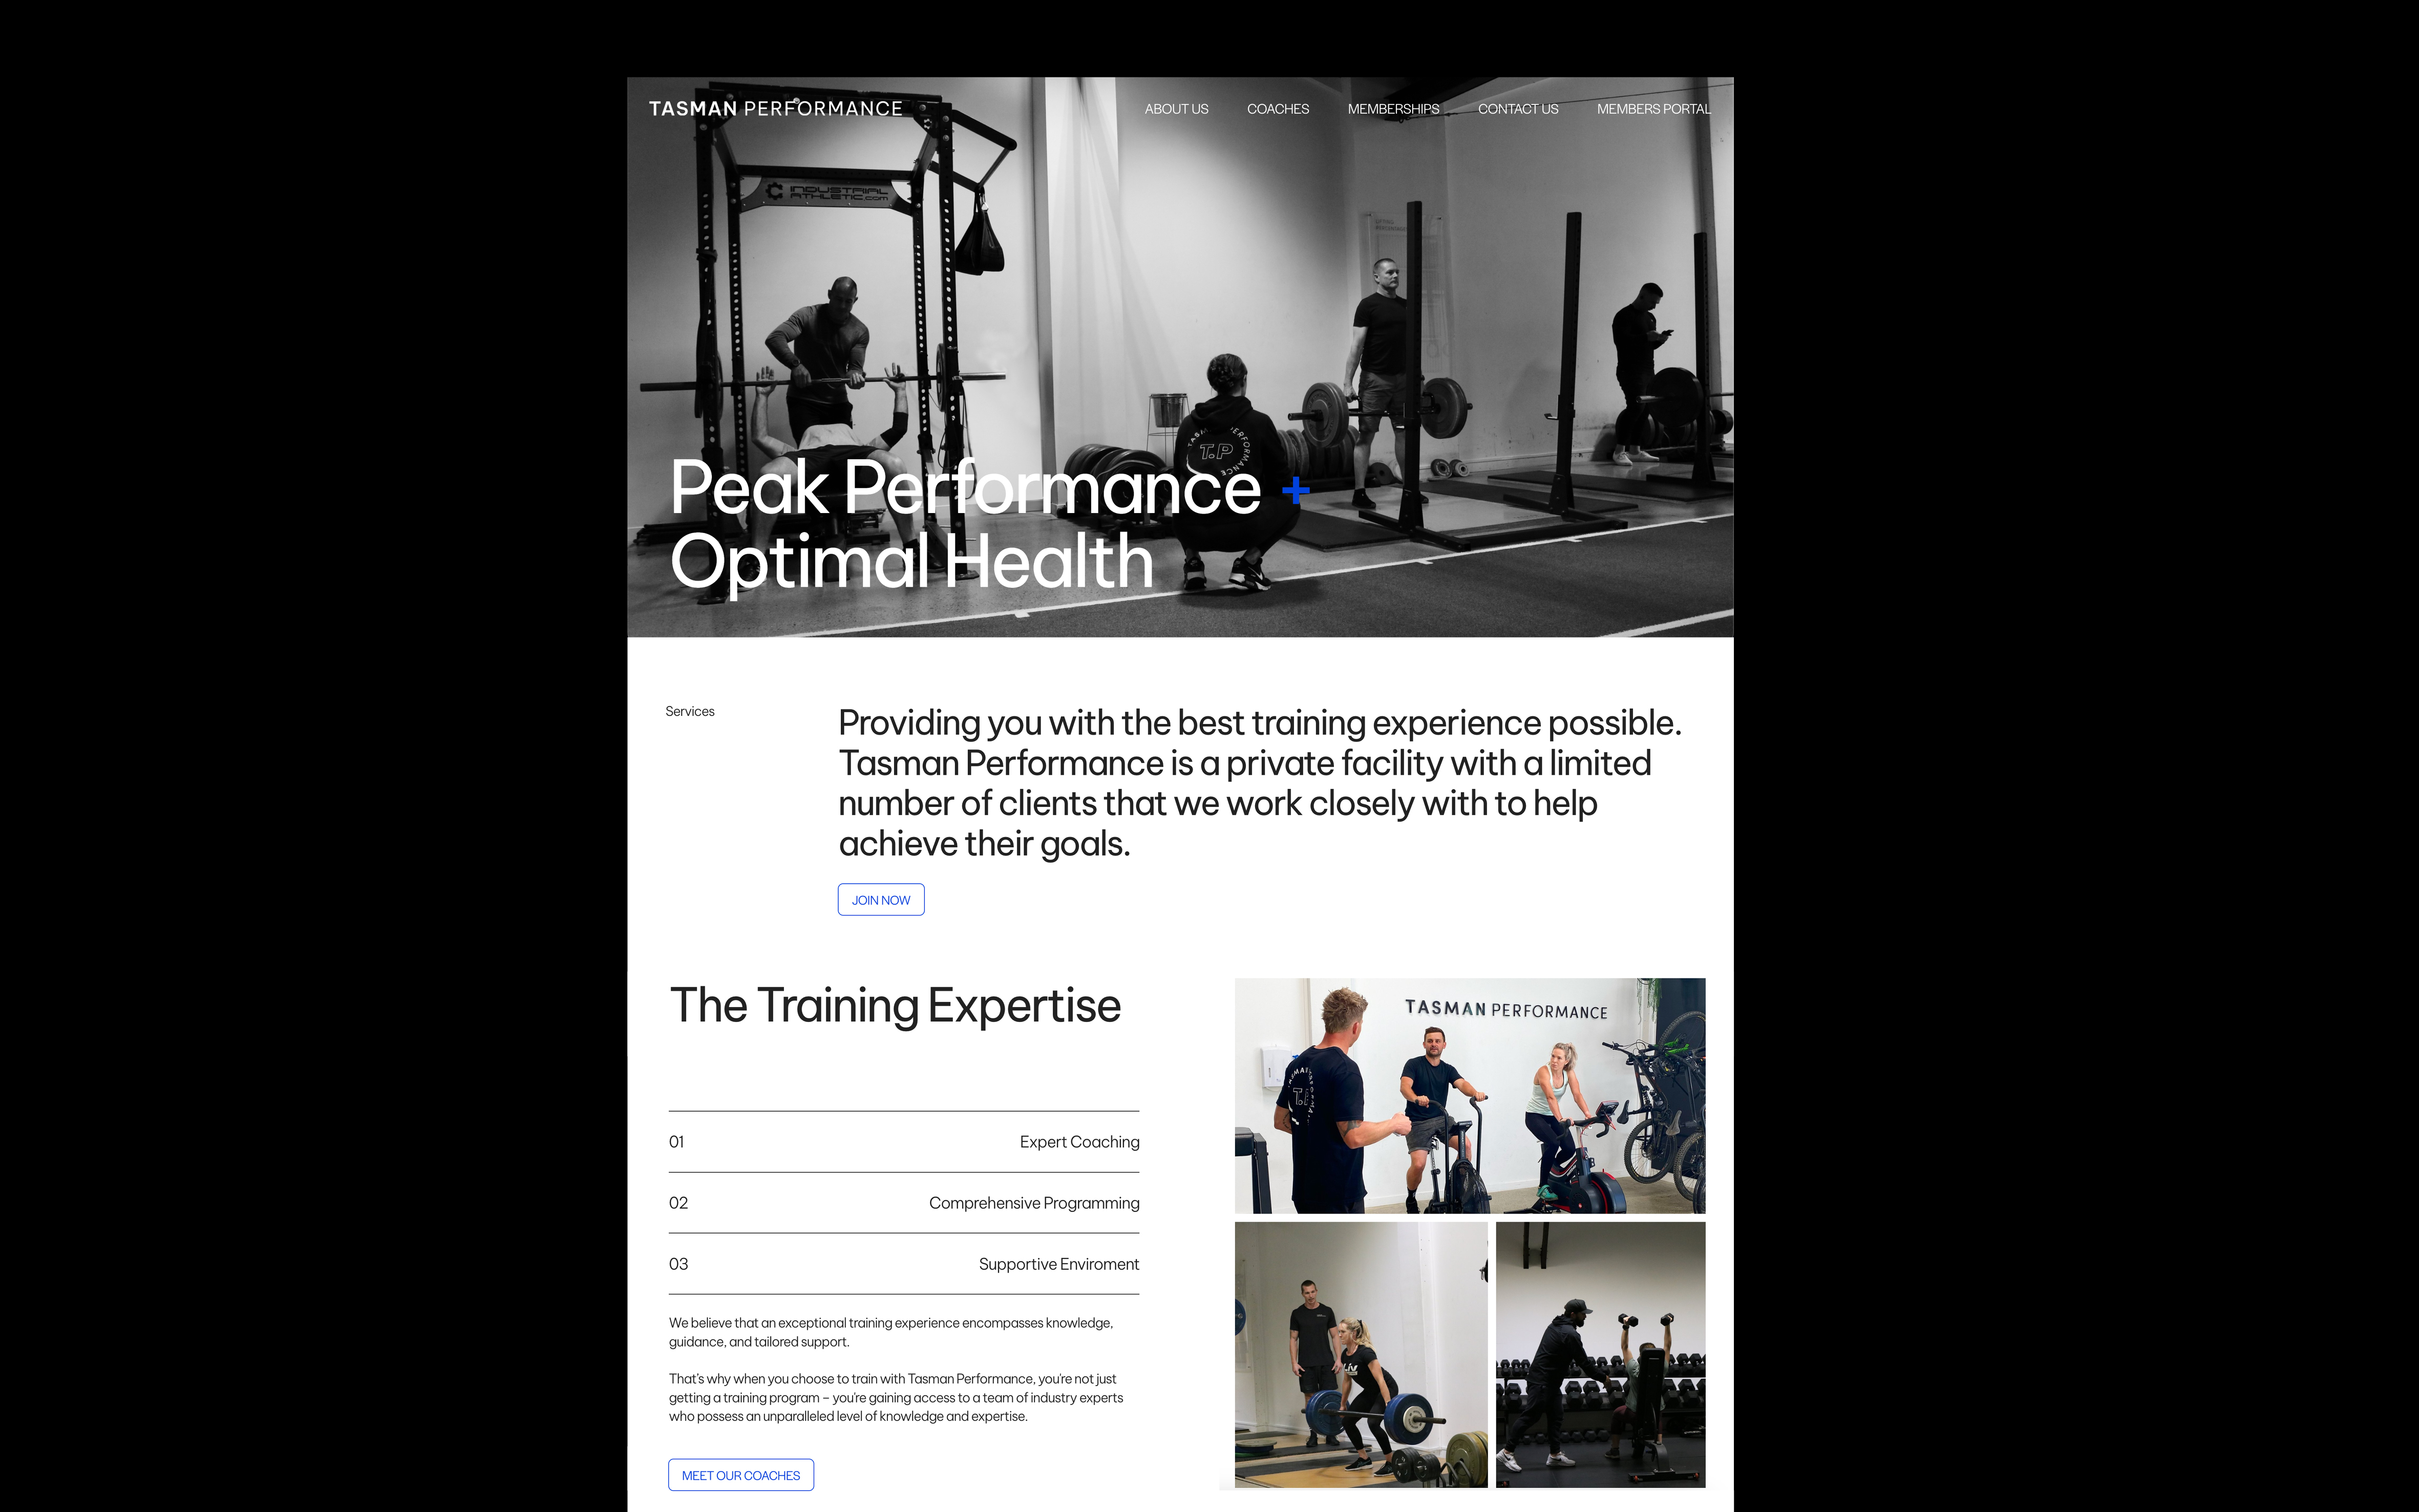 TASMAN PERFORMANCE
ABOUT US
COACHES
MEMBERSHIPS
CONTACT US
MEMBERS PORTAL
INDUSTRIAL
ATHLETIC.com
T.P
Peak Performance +
Optimal Health
Services
Providing you with the best training experience possible.
Tasman Performance is a private facility with a limited
number of clients that we work closely with to help
achieve their goals.
JOIN NOW
The Training Expertise
TASMAN PERFORMANCE
01 Expert Coaching
02 Comprehensive Programming
03 Supportive Enviroment
We believe that an exceptional training experience encompasses knowledge,
guidance, and tailored support.
That's why when you choose to train with Tasman Performance, you're not just
getting a training program – you're gaining access to a team of industry experts
who possess an unparalleled level of knowledge and expertise.
MEET OUR COACHES